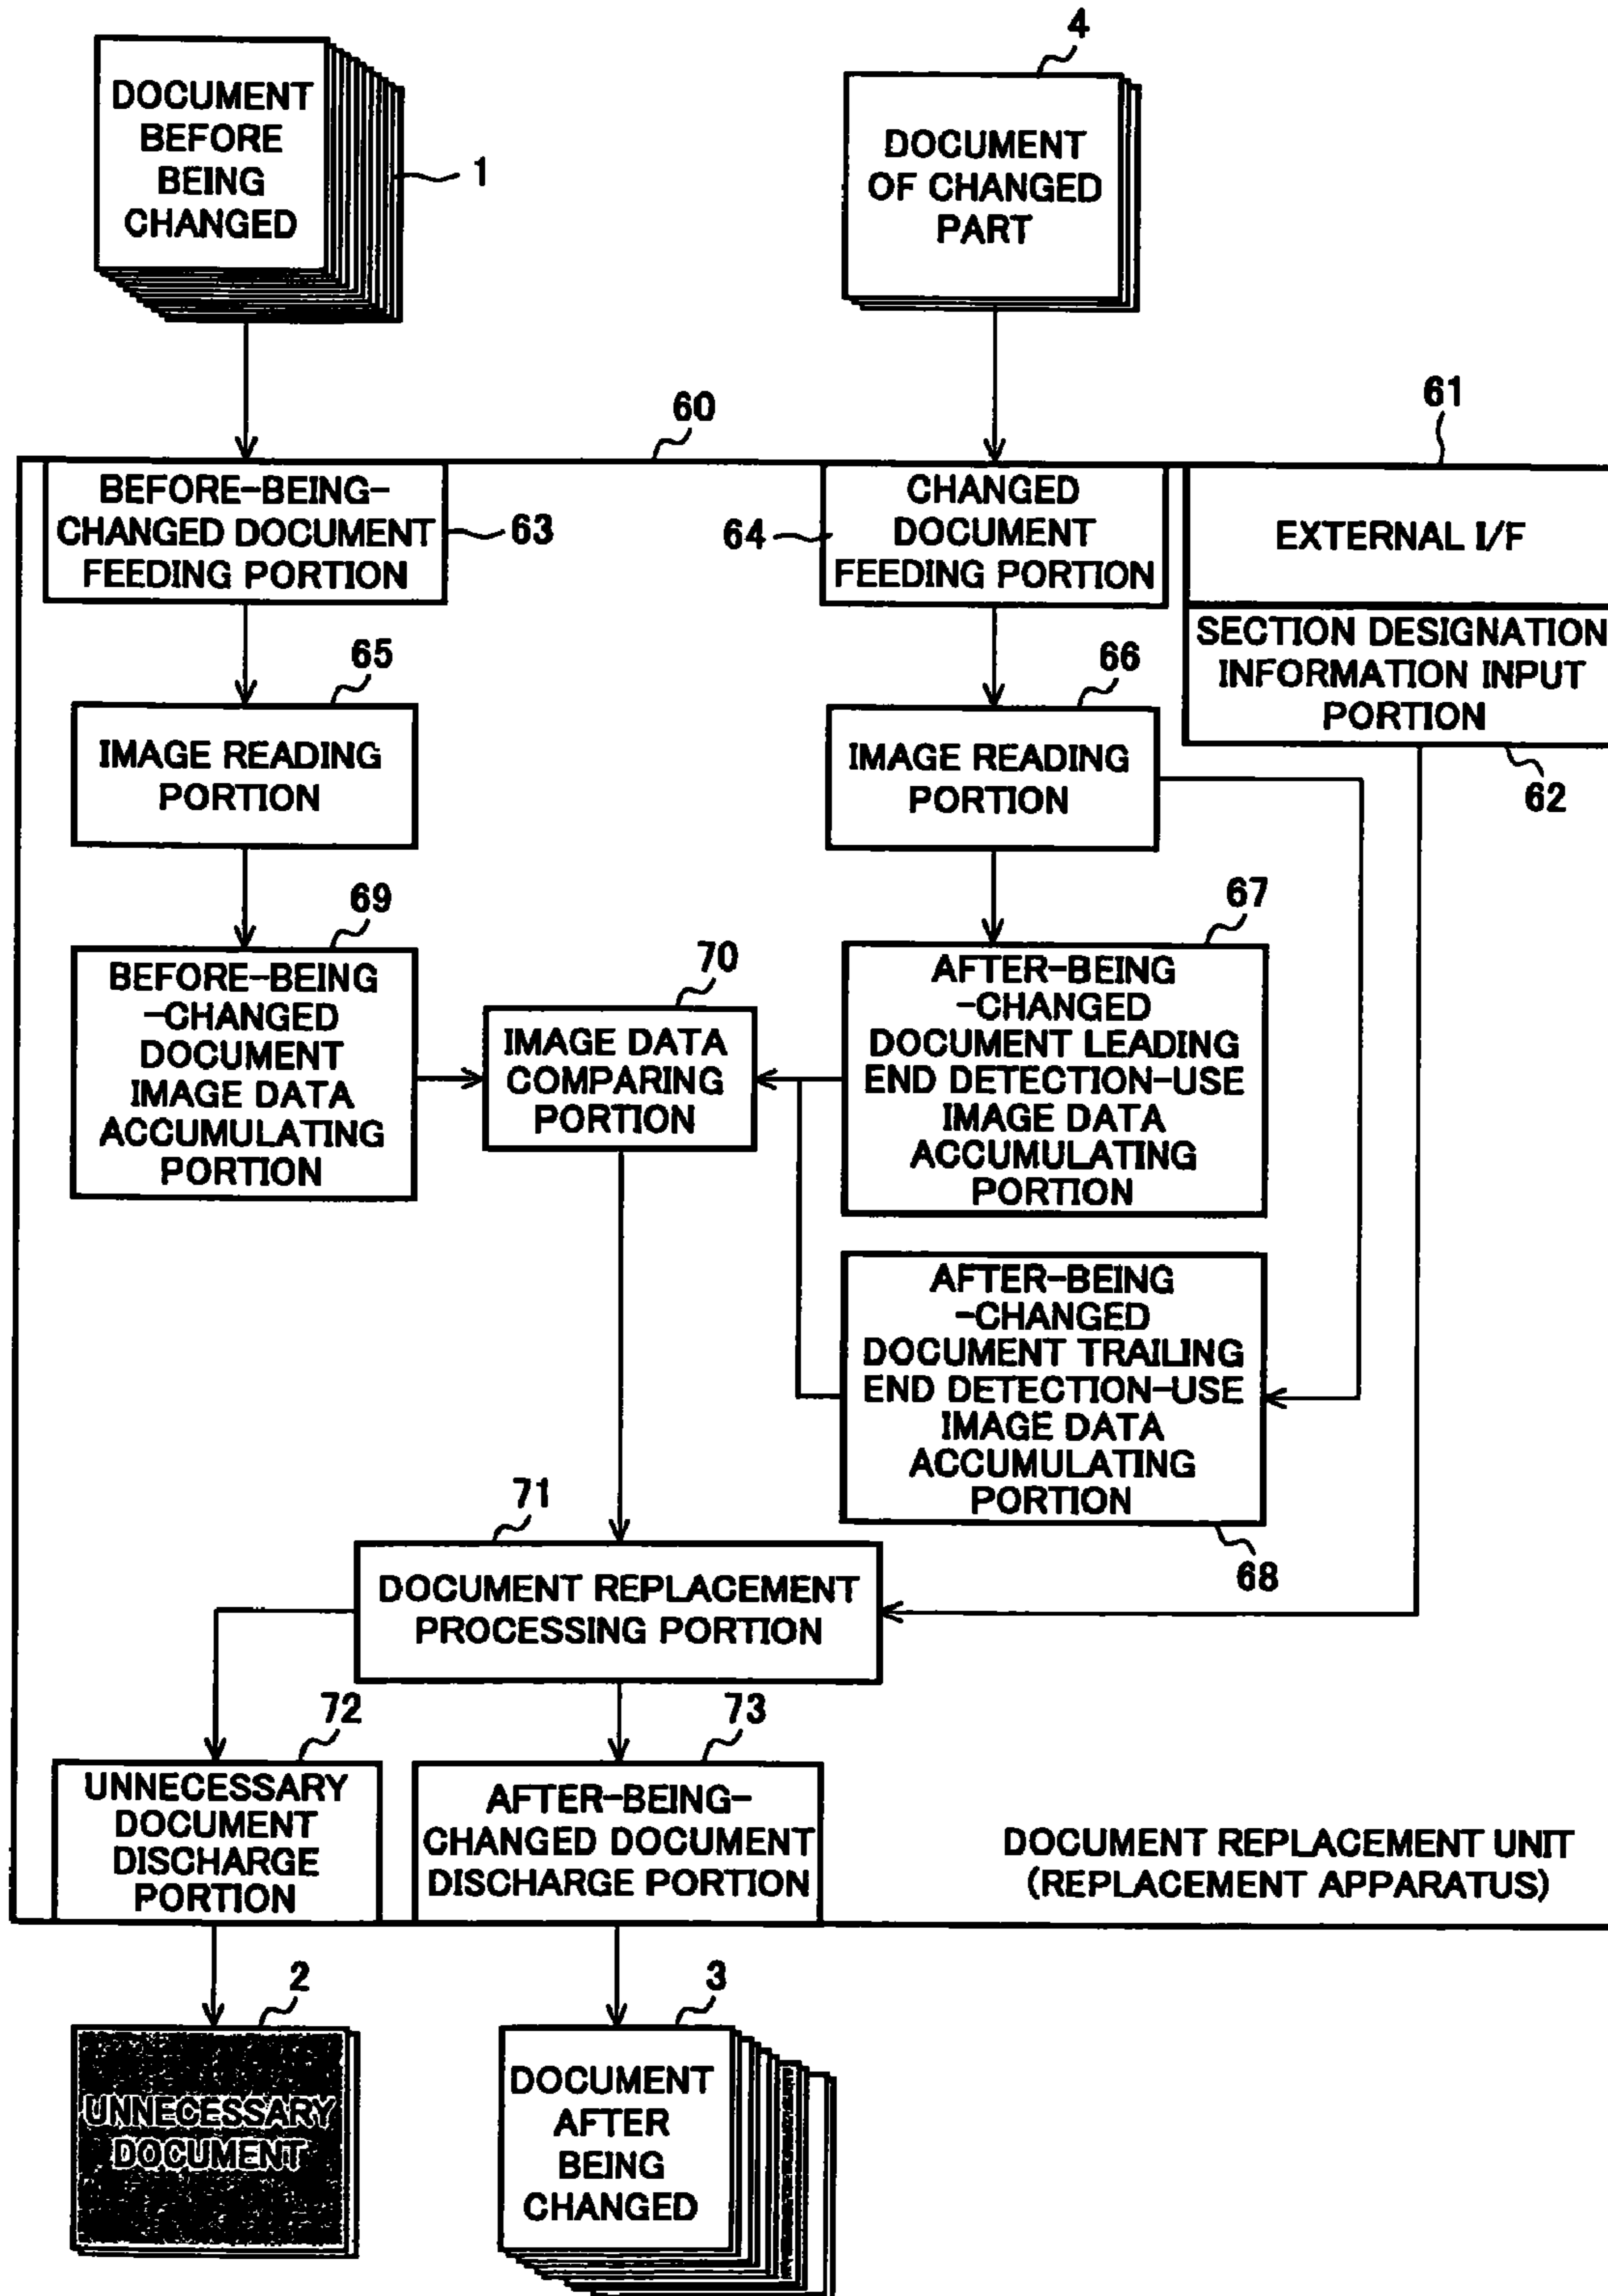 DOCUMENT
BEFORE
BEING
CHANGED
1
4
DOCUMENT
OF CHANGED
PART
60
61
BEFORE-BEING-
CHANGED DOCUMENT
FEEDING PORTION
63
64
CHANGED
DOCUMENT
FEEDING PORTION
EXTERNAL I/F
SECTION DESIGNATION
INFORMATION INPUT
PORTION
62
65
IMAGE READING
PORTION
66
IMAGE READING
PORTION
69
BEFORE-BEING
-CHANGED
DOCUMENT
IMAGE DATA
ACCUMULATING
PORTION
70
IMAGE DATA
COMPARING
PORTION
67
AFTER-BEING
-CHANGED
DOCUMENT LEADING
END DETECTION-USE
IMAGE DATA
ACCUMULATING
PORTION
AFTER-BEING
-CHANGED
DOCUMENT TRAILING
END DETECTION-USE
IMAGE DATA
ACCUMULATING
PORTION
68
71
DOCUMENT REPLACEMENT
PROCESSING PORTION
72
UNNECESSARY
DOCUMENT
DISCHARGE
PORTION
73
AFTER-BEING-
CHANGED DOCUMENT
DISCHARGE PORTION
DOCUMENT REPLACEMENT UNIT
(REPLACEMENT APPARATUS)
2
UNNECESSARY
DOCUMENT
3
DOCUMENT
AFTER
BEING
CHANGED